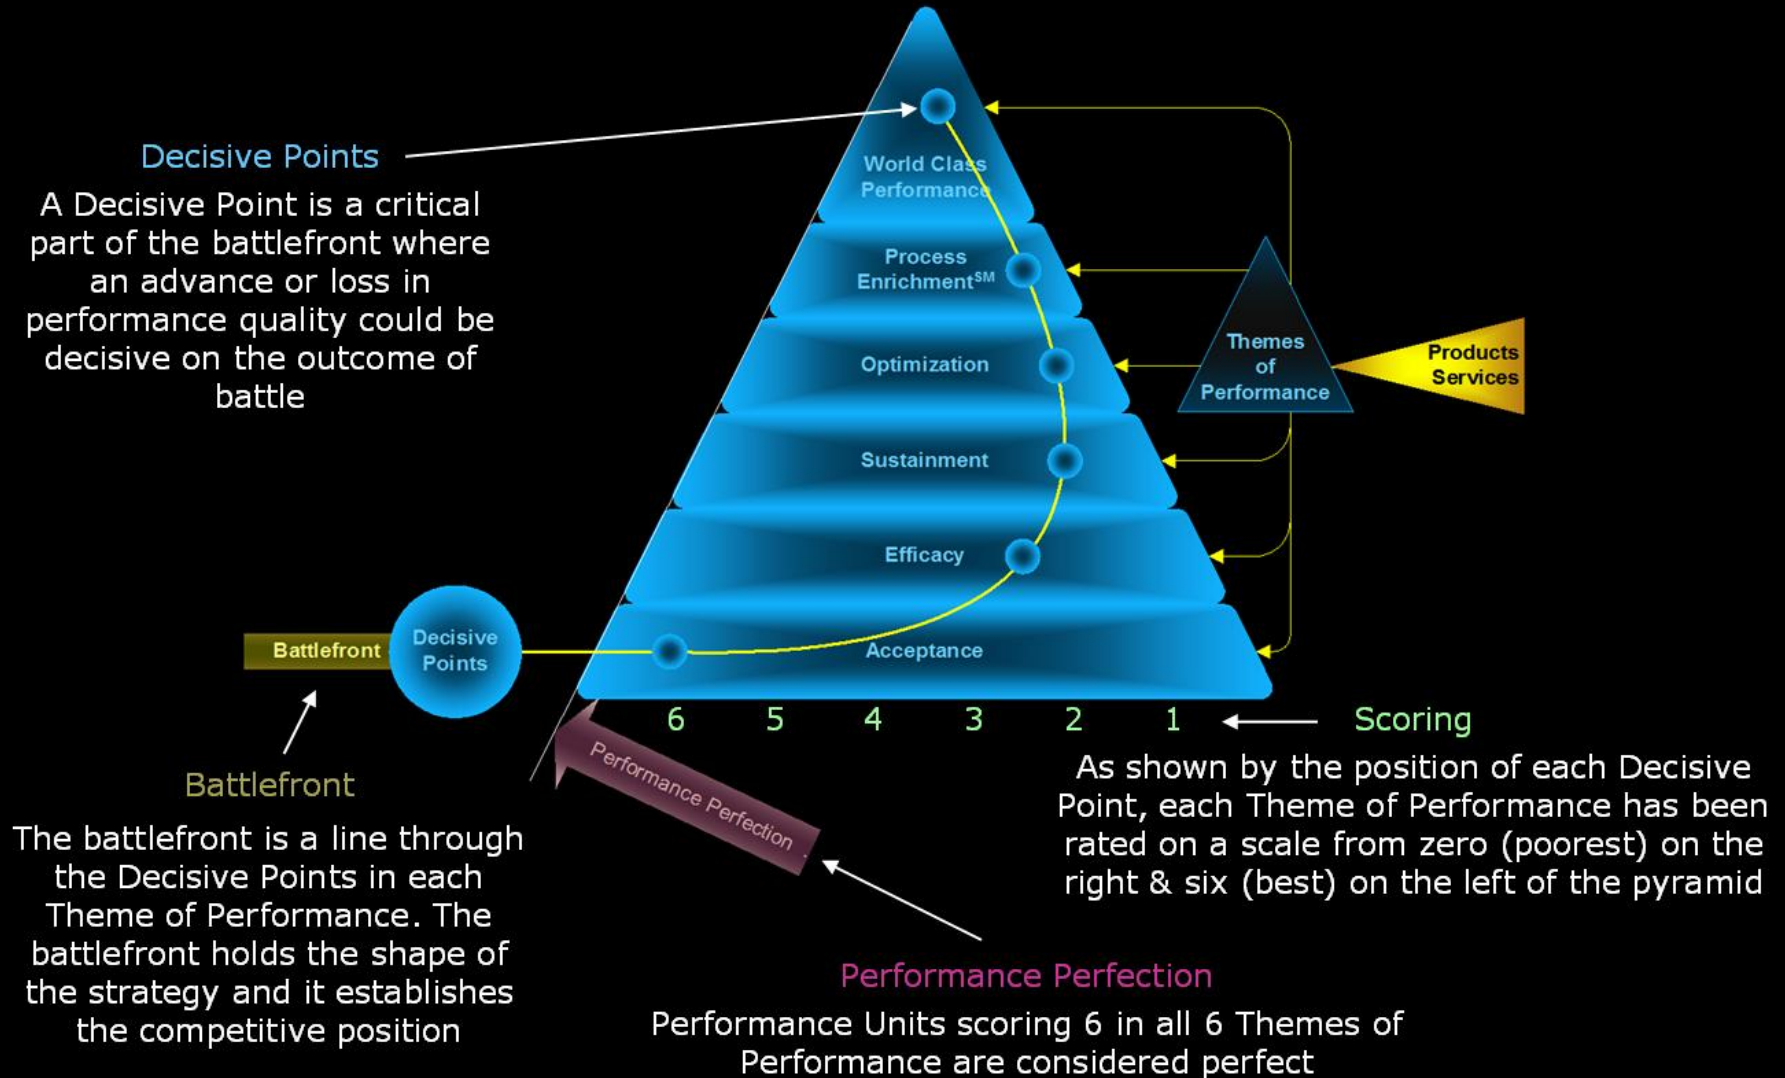 Decisive Points
A Decisive Point is a critical
part of the battlefront where
an advance or loss in
performance quality could be
decisive on the outcome of
battle
World Class
Performance
Process
Enrichment℠
Optimization
Sustainment
Efficacy
Acceptance
Themes
of
Performance
Products
Services
Battlefront
Decisive
Points
6 5 4 3 2 1
Scoring
As shown by the position of each Decisive
Point, each Theme of Performance has been
rated on a scale from zero (poorest) on the
right & six (best) on the left of the pyramid
Battlefront
The battlefront is a line through
the Decisive Points in each
Theme of Performance. The
battlefront holds the shape of
the strategy and it establishes
the competitive position
Performance Perfection
Performance Perfection
Performance Units scoring 6 in all 6 Themes of
Performance are considered perfect